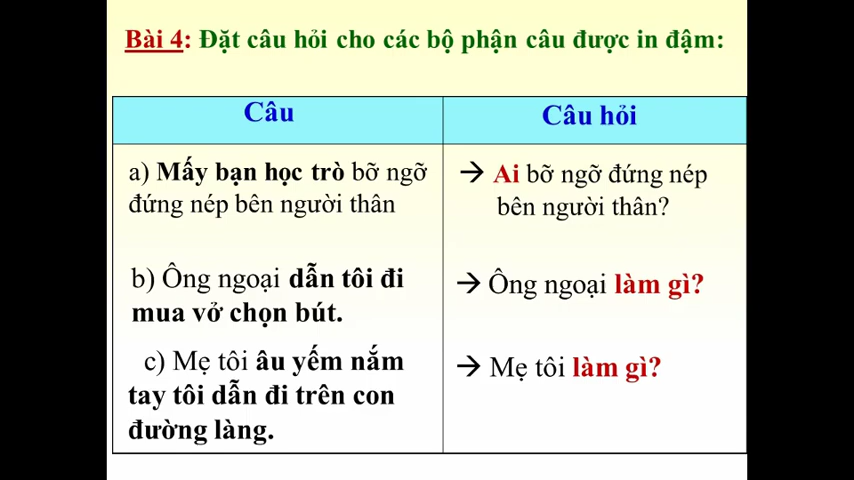 Bài 4: Đặt câu hỏi cho các bộ phận câu được in đậm:
Câu
Câu hỏi
a) Mấy bạn học trò bỡ ngỡ
đứng nép bên người thân
→ Ai bỡ ngỡ đứng nép
bên người thân?
b) Ông ngoại dẫn tôi đi
mua vở chọn bút.
→ Ông ngoại làm gì?
c) Mẹ tôi âu yếm nắm
tay tôi dẫn đi trên con
đường làng.
→ Mẹ tôi làm gì?